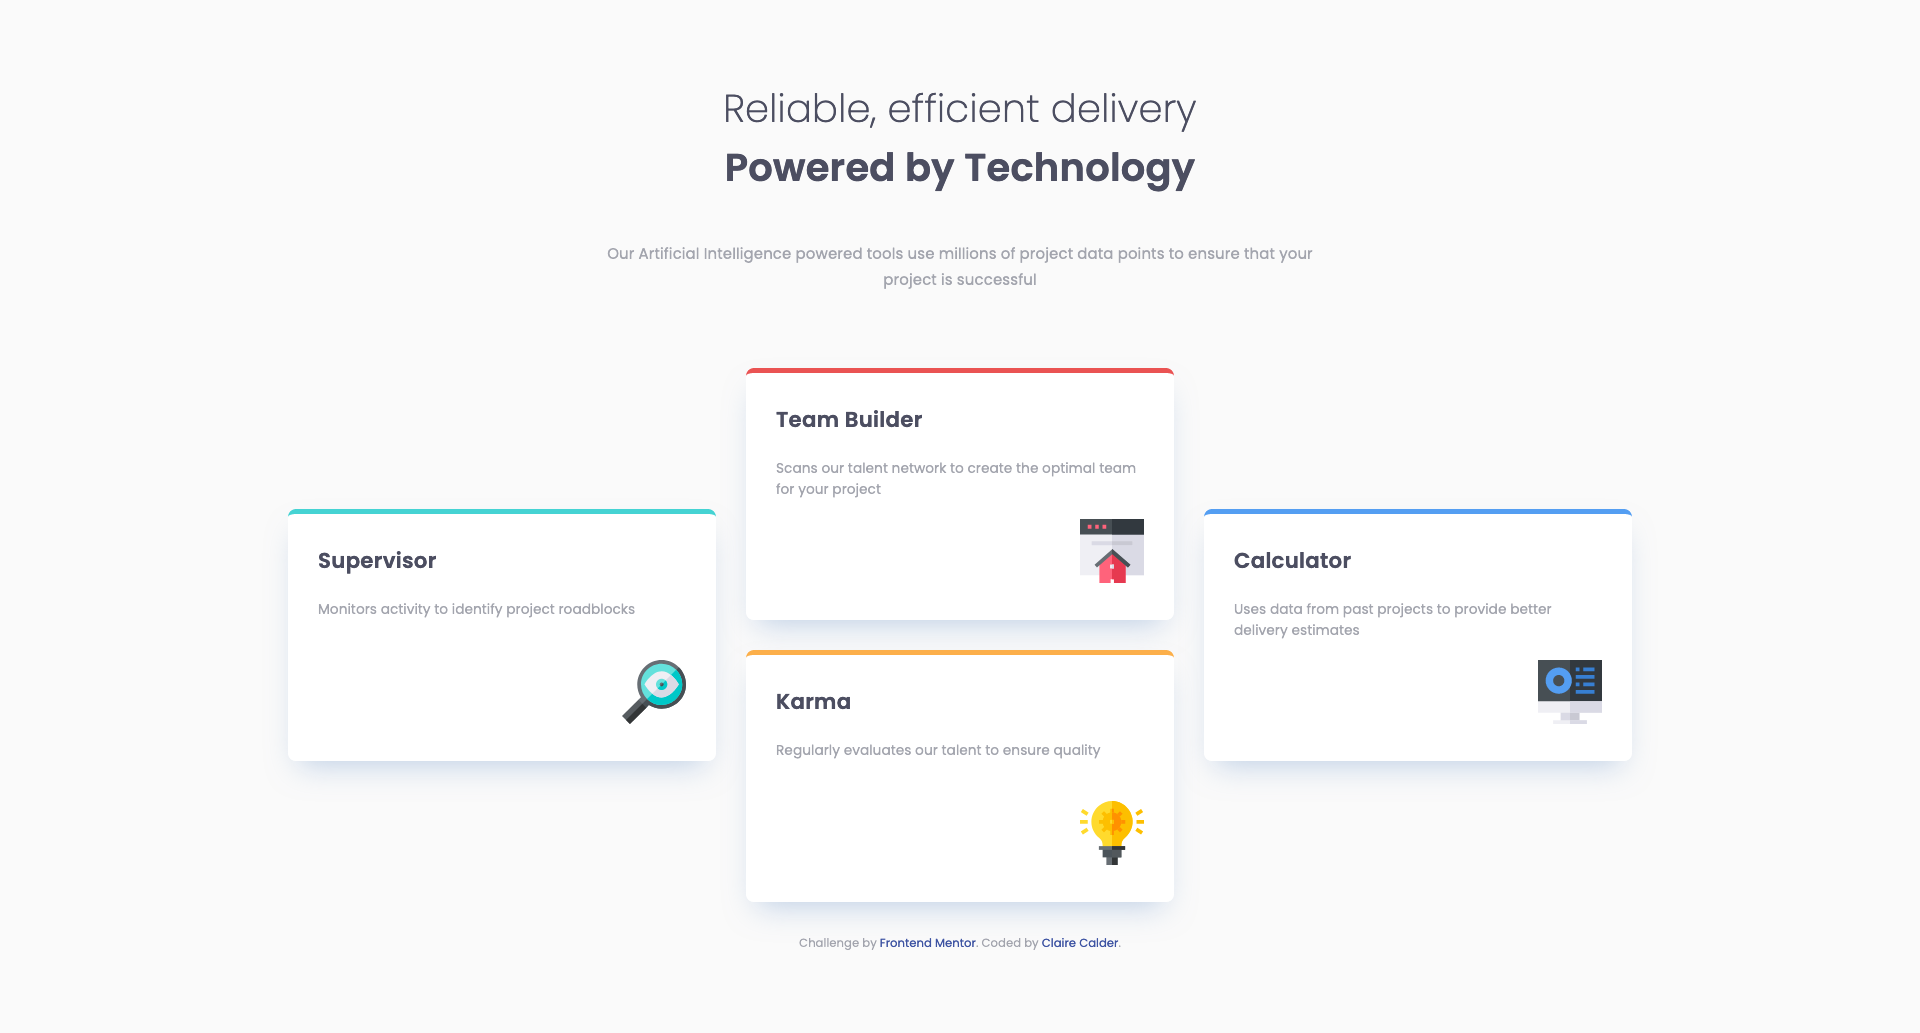 Reliable, efficient delivery
Powered by Technology
Our Artificial Intelligence powered tools use millions of project data points to ensure that your
project is successful
Supervisor
Monitors activity to identify project roadblocks
Team Builder
Scans our talent network to create the optimal team
for your project
Karma
Regularly evaluates our talent to ensure quality
Calculator
Uses data from past projects to provide better
delivery estimates
Challenge by Frontend Mentor. Coded by Claire Calder.